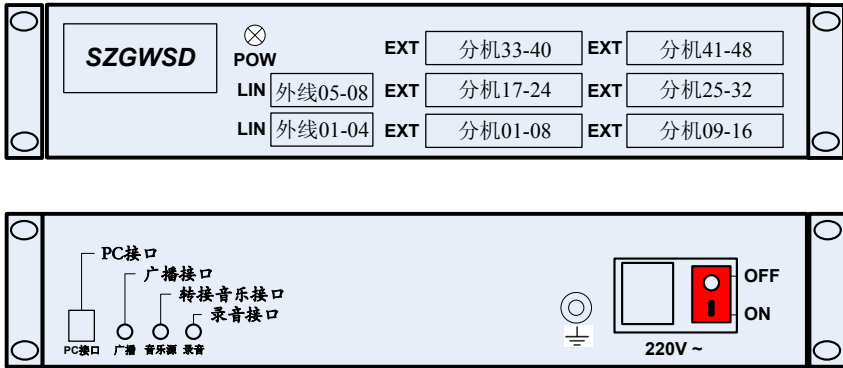 SZGWSD
POW
EXT 分机33-40 EXT 分机41-48
LIN 外线05-08 EXT 分机17-24 EXT 分机25-32
LIN 外线01-04 EXT 分机01-08 EXT 分机09-16
PC接口
广播接口
转接音乐接口
录音接口
PC接口 广播 音乐源 录音
OFF
ON
220V ~